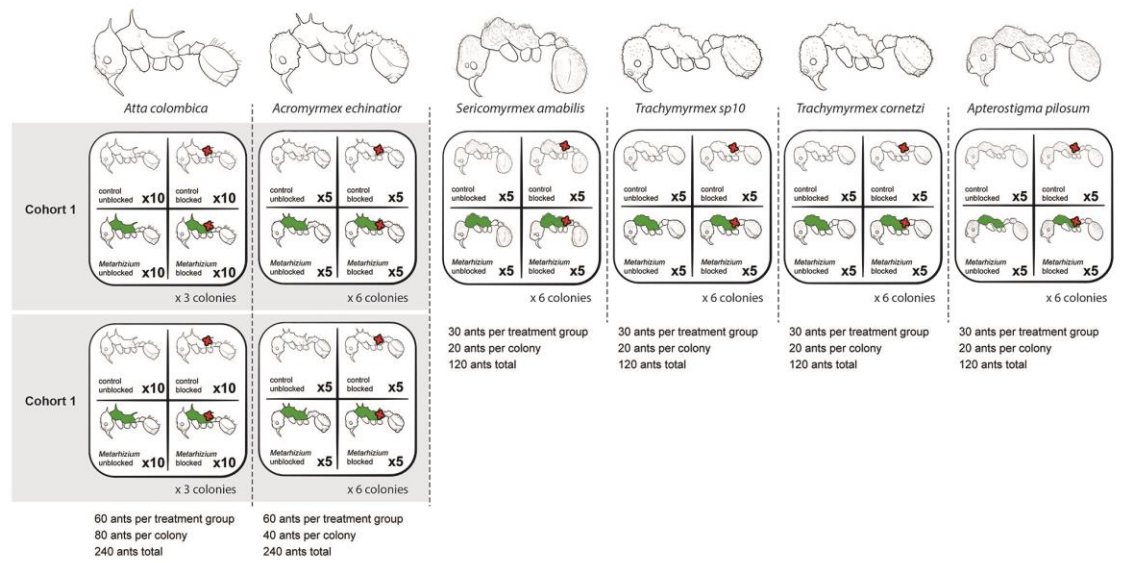 Atta colombica
Acromyrmex echinatior
Sericomyrmex amabilis
Trachymyrmex sp10
Trachymyrmex cornetzi
Apterostigma pilosum
Cohort 1
control unblocked x10
control blocked x10
Metarhizium unblocked x10
Metarhizium blocked x10
x 3 colonies
control unblocked x5
control blocked x5
Metarhizium unblocked x5
Metarhizium blocked x5
x 6 colonies
control unblocked x5
control blocked x5
Metarhizium unblocked x5
Metarhizium blocked x5
x 6 colonies
control unblocked x5
control blocked x5
Metarhizium unblocked x5
Metarhizium blocked x5
x 6 colonies
control unblocked x5
control blocked x5
Metarhizium unblocked x5
Metarhizium blocked x5
x 6 colonies
control unblocked x5
control blocked x5
Metarhizium unblocked x5
Metarhizium blocked x5
x 6 colonies
30 ants per treatment group
20 ants per colony
120 ants total
30 ants per treatment group
20 ants per colony
120 ants total
30 ants per treatment group
20 ants per colony
120 ants total
30 ants per treatment group
20 ants per colony
120 ants total
Cohort 1
control unblocked x10
control blocked x10
Metarhizium unblocked x10
Metarhizium blocked x10
x 3 colonies
control unblocked x5
control blocked x5
Metarhizium unblocked x5
Metarhizium blocked x5
x 6 colonies
60 ants per treatment group
80 ants per colony
240 ants total
60 ants per treatment group
40 ants per colony
240 ants total